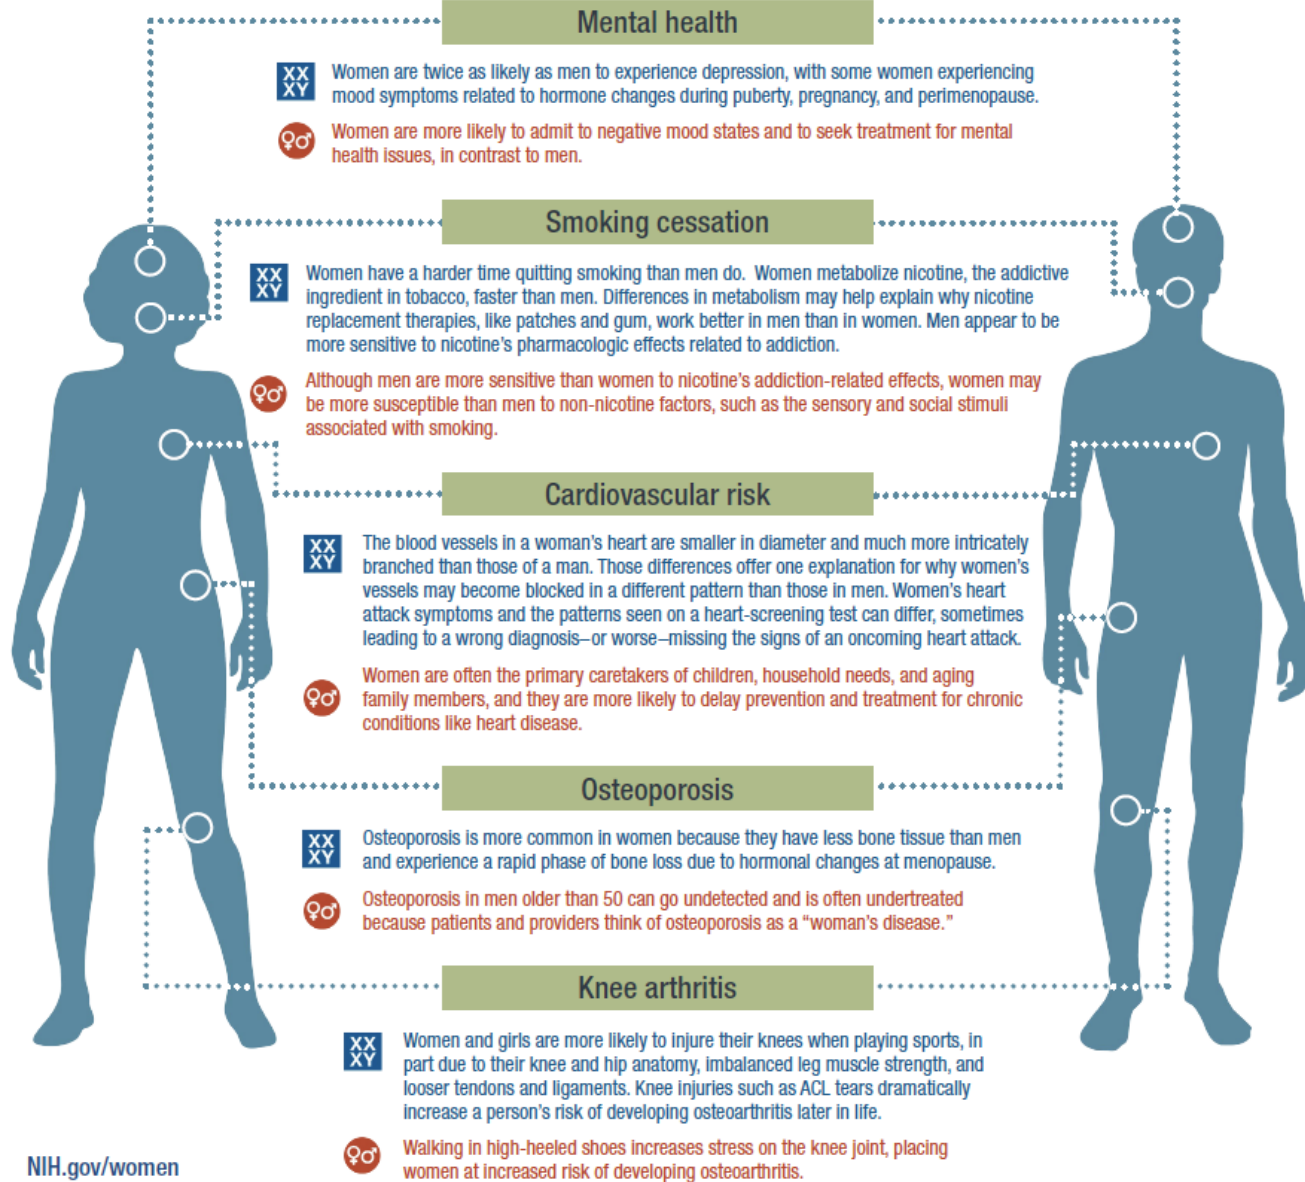 Mental health
XX
XY
Women are twice as likely as men to experience depression, with some women experiencing
mood symptoms related to hormone changes during puberty, pregnancy, and perimenopause.
Women are more likely to admit to negative mood states and to seek treatment for mental
health issues, in contrast to men.
Smoking cessation
XX
XY
Women have a harder time quitting smoking than men do. Women metabolize nicotine, the addictive
ingredient in tobacco, faster than men. Differences in metabolism may help explain why nicotine
replacement therapies, like patches and gum, work better in men than in women. Men appear to be
more sensitive to nicotine’s pharmacologic effects related to addiction.
Although men are more sensitive than women to nicotine’s addiction-related effects, women may
be more susceptible than men to non-nicotine factors, such as the sensory and social stimuli
associated with smoking.
Cardiovascular risk
XX
XY
The blood vessels in a woman’s heart are smaller in diameter and much more intricately
branched than those of a man. Those differences offer one explanation for why women’s
vessels may become blocked in a different pattern than those in men. Women’s heart
attack symptoms and the patterns seen on a heart-screening test can differ, sometimes
leading to a wrong diagnosis–or worse–missing the signs of an oncoming heart attack.
Women are often the primary caretakers of children, household needs, and aging
family members, and they are more likely to delay prevention and treatment for chronic
conditions like heart disease.
Osteoporosis
XX
XY
Osteoporosis is more common in women because they have less bone tissue than men
and experience a rapid phase of bone loss due to hormonal changes at menopause.
Osteoporosis in men older than 50 can go undetected and is often undertreated
because patients and providers think of osteoporosis as a “woman’s disease.”
Knee arthritis
XX
XY
Women and girls are more likely to injure their knees when playing sports, in
part due to their knee and hip anatomy, imbalanced leg muscle strength, and
looser tendons and ligaments. Knee injuries such as ACL tears dramatically
increase a person’s risk of developing osteoarthritis later in life.
Walking in high-heeled shoes increases stress on the knee joint, placing
women at increased risk of developing osteoarthritis.
NIH.gov/women